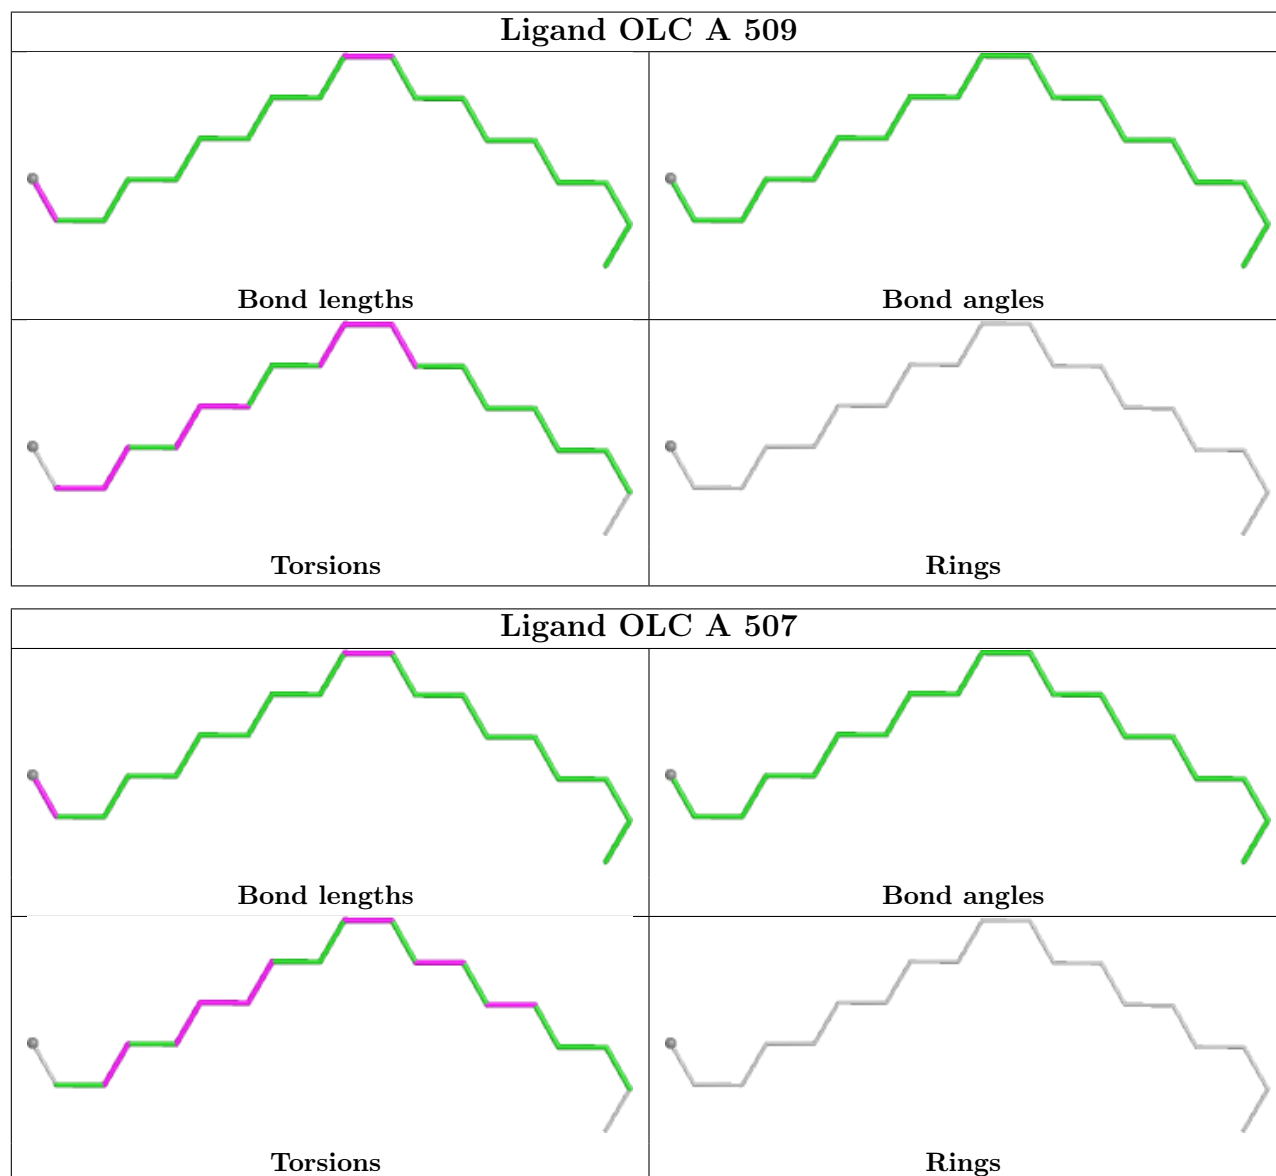 Ligand OLC A 509
Bond lengths Bond angles
Torsions Rings
Ligand OLC A 507
Bond lengths Bond angles
Torsions Rings